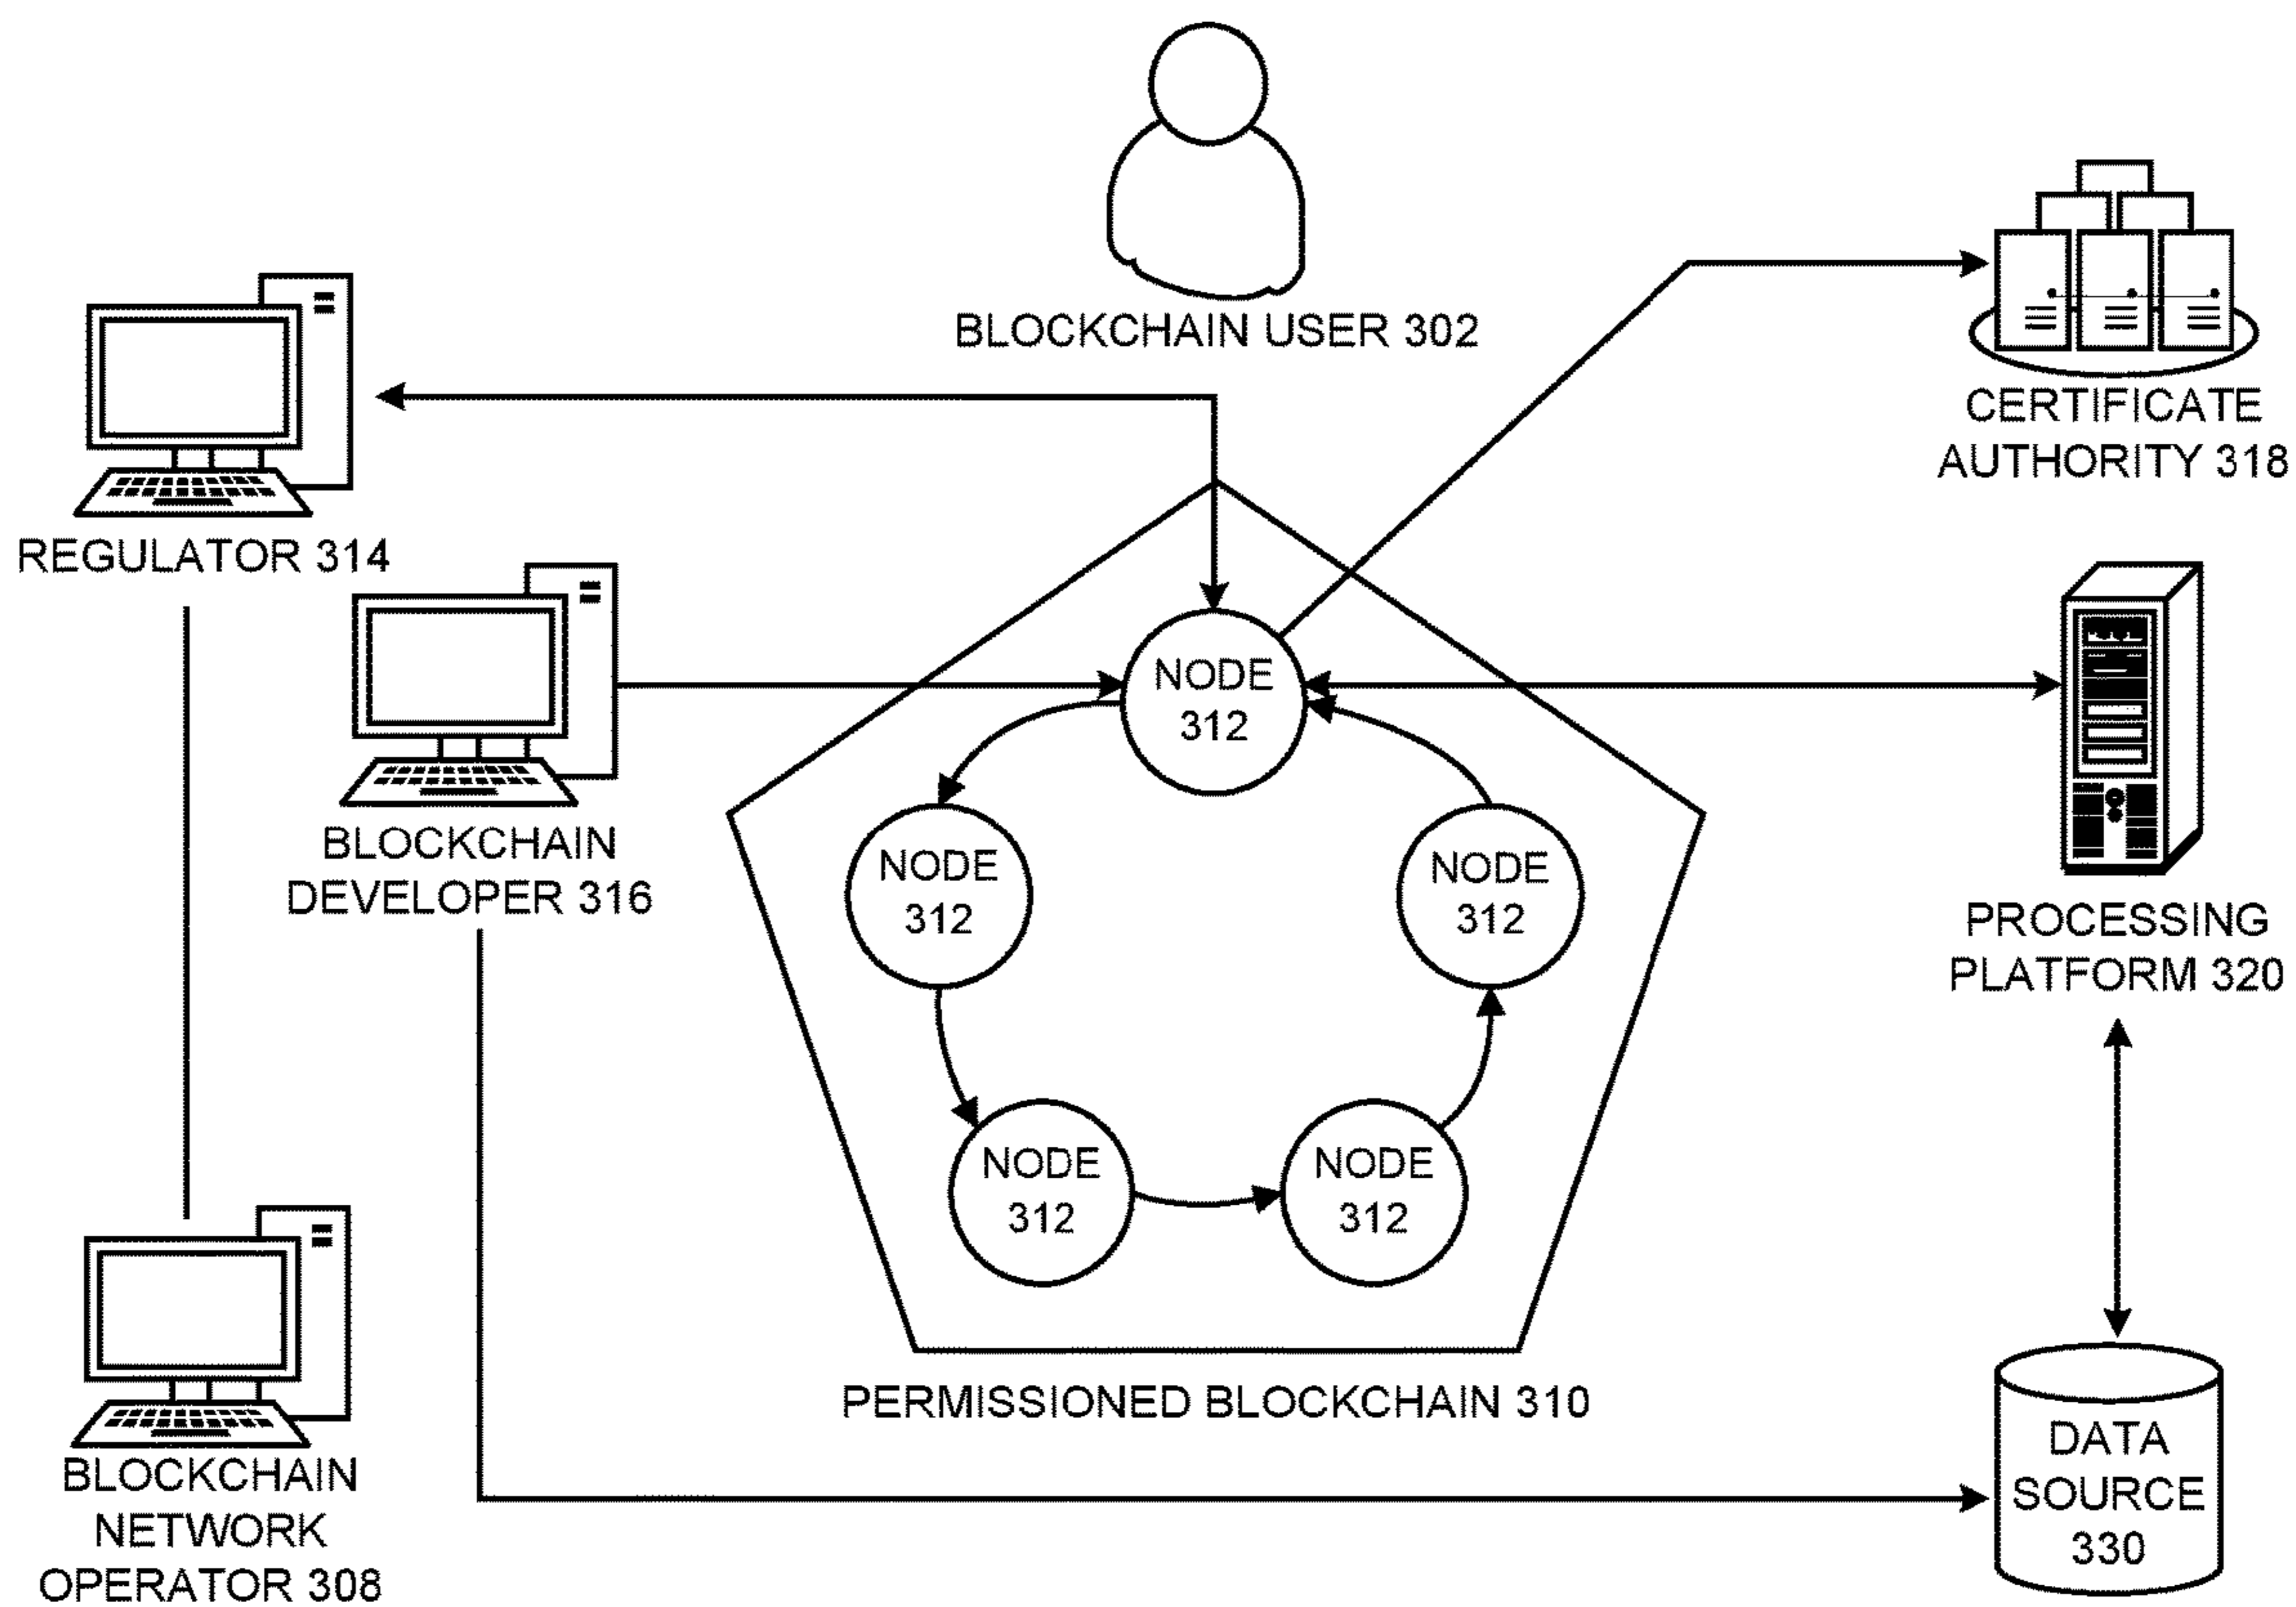 BLOCKCHAIN USER 302
CERTIFICATE
AUTHORITY 318
REGULATOR 314
BLOCKCHAIN
DEVELOPER 316
NODE
312
NODE
312
NODE
312
NODE
312
NODE
312
PROCESSING
PLATFORM 320
PERMISSIONED BLOCKCHAIN 310
BLOCKCHAIN
NETWORK
OPERATOR 308
DATA
SOURCE
330